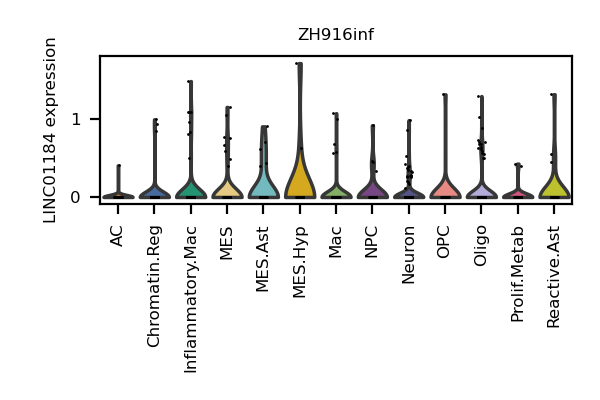 ZH916inf
LINC01184 expression
1
0
AC
Chromatin.Reg
Inflammatory.Mac
MES
MES.Ast
MES.Hyp
Mac
NPC
Neuron
OPC
Oligo
Prolif.Metab
Reactive.Ast